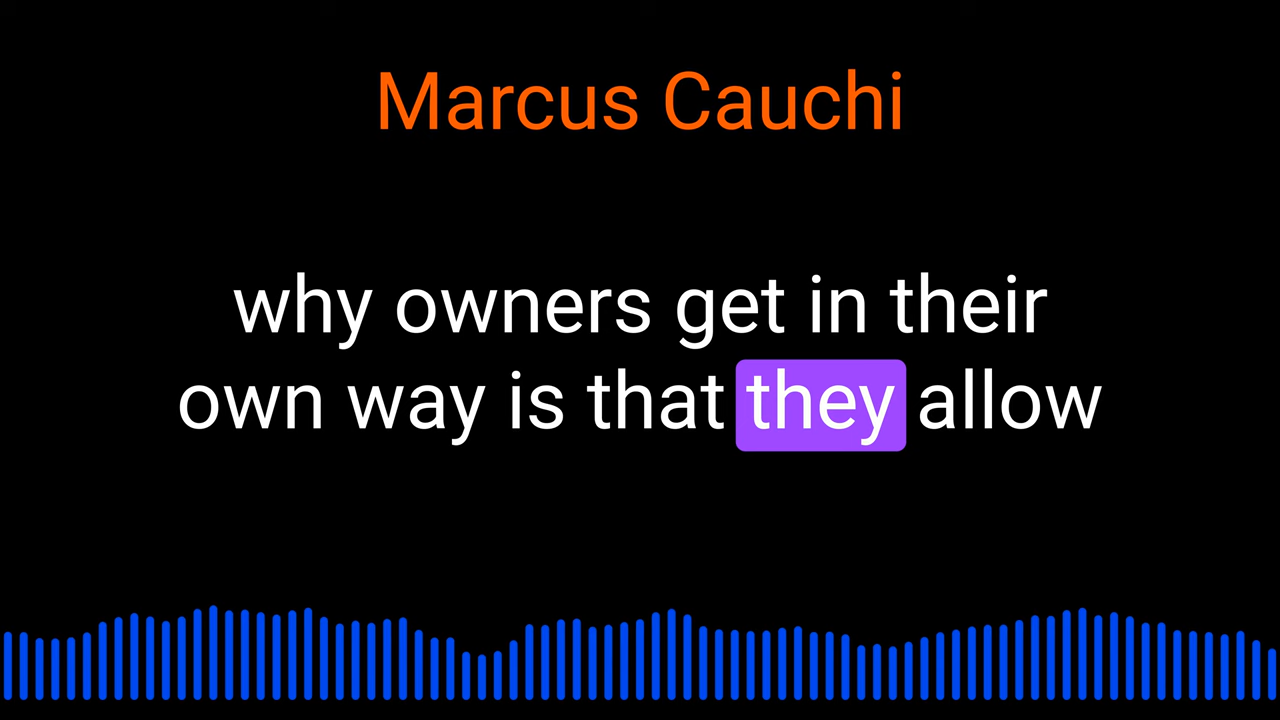 Marcus Cauchi
why owners get in their
own way is that they allow